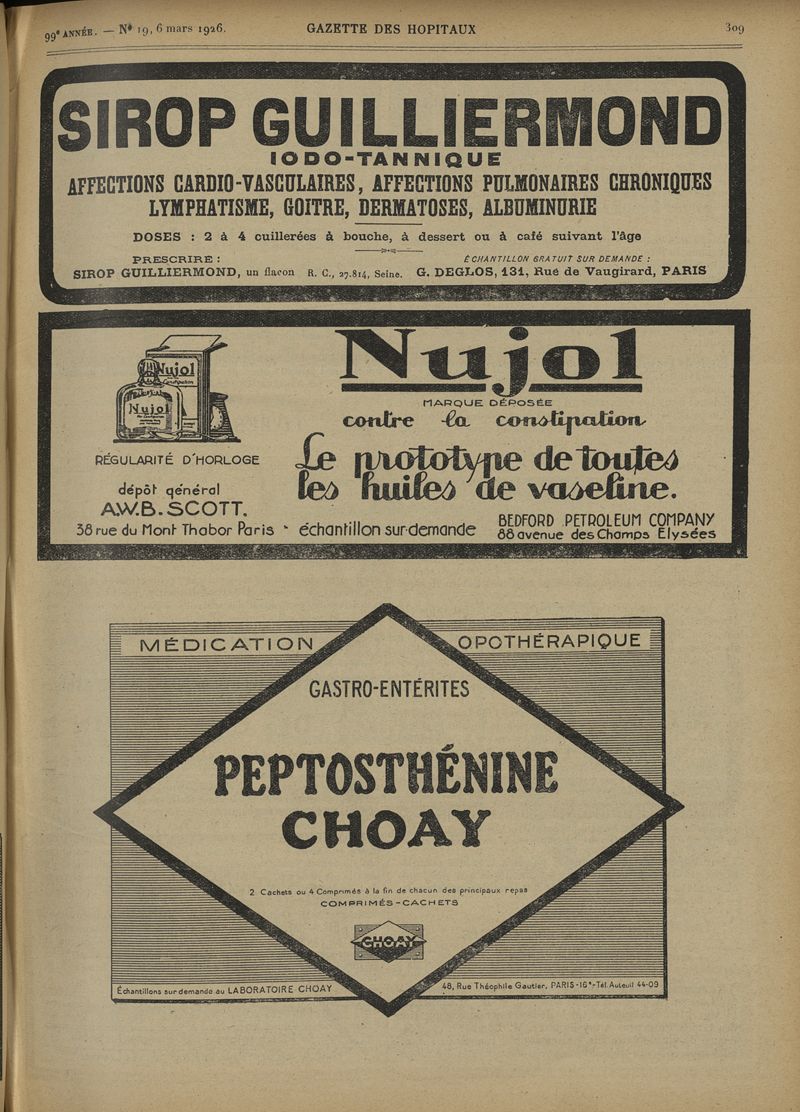 99e ANNÉE. — No 19, 6 mars 1926. GAZETTE DES HOPITAUX 309
SIROP GUILLIERMOND
IODO-TANNIQUE
AFFECTIONS CARDIO-VASCULAIRES, AFFECTIONS PULMONAIRES CHRONIQUES
LYMPHATISME, GOITRE, DERMATOSES, ALBUMINURIE
DOSES : 2 à 4 cuillerées à bouche, à dessert ou à café suivant l'âge
PRESCRIRE : ÉCHANTILLON GRATUIT SUR DEMANDE :
SIROP GUILLIERMOND, un flacon R. C., 27.814, Seine. G. DEGLOS, 131, Rue de Vaugirard, PARIS
Nujol
Nujol
Nujol
MARQUE DÉPOSÉE
contre la constipation
RÉGULARITÉ D'HORLOGE
Le prototype de toutes
les huiles de vaseline.
dépôt général
A.W.B. SCOTT.
38 rue du Mont Thabor Paris - échantillon sur demande
BEDFORD PETROLEUM COMPANY
88 avenue des Champs Elysées
MÉDICATION OPOTHÉRAPIQUE
GASTRO-ENTÉRITES
PEPTOSTHÉNINE
CHOAY
2 Cachets ou 4 Comprimés à la fin de chacun des principaux repas
COMPRIMÉS-CACHETS
CHOAY
Échantillons sur demande au LABORATOIRE CHOAY 48, Rue Théophile Gautier, PARIS-16e-Tél. Auteuil 44-09